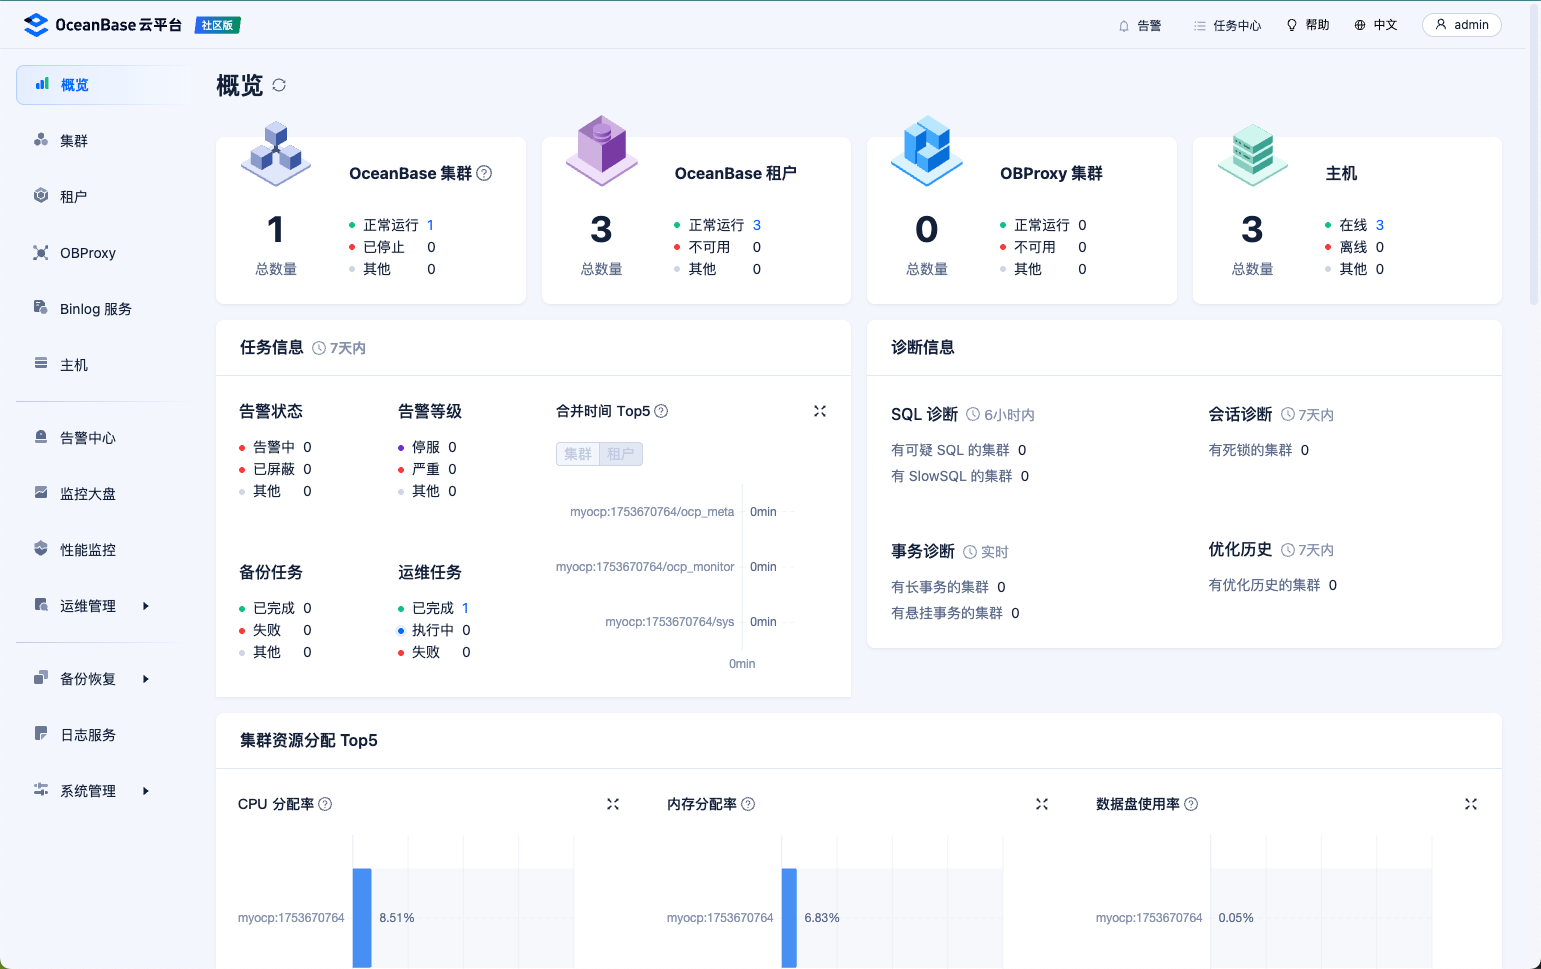 OceanBase 云平台 社区版
告警 任务中心 帮助 中文 admin
概览
集群
租户
OBProxy
Binlog 服务
主机
告警中心
监控大盘
性能监控
运维管理
备份恢复
日志服务
系统管理
概览
OceanBase 集群
1
总数量
正常运行 1
已停止 0
其他 0
OceanBase 租户
3
总数量
正常运行 3
不可用 0
其他 0
OBProxy 集群
0
总数量
正常运行 0
不可用 0
其他 0
主机
3
总数量
在线 3
离线 0
其他 0
任务信息 7天内
告警状态
告警中 0
已屏蔽 0
其他 0
告警等级
停服 0
严重 0
其他 0
备份任务
已完成 0
失败 0
其他 0
运维任务
已完成 1
执行中 0
失败 0
合并时间 Top5
集群 租户
myocp:1753670764/ocp_meta 0min
myocp:1753670764/ocp_monitor 0min
myocp:1753670764/sys 0min
0min
诊断信息
SQL 诊断 6小时内
有可疑 SQL 的集群 0
有 SlowSQL 的集群 0
会话诊断 7天内
有死锁的集群 0
事务诊断 实时
有长事务的集群 0
有悬挂事务的集群 0
优化历史 7天内
有优化历史的集群 0
集群资源分配 Top5
CPU 分配率
myocp:1753670764 8.51%
内存分配率
myocp:1753670764 6.83%
数据盘使用率
myocp:1753670764 0.05%